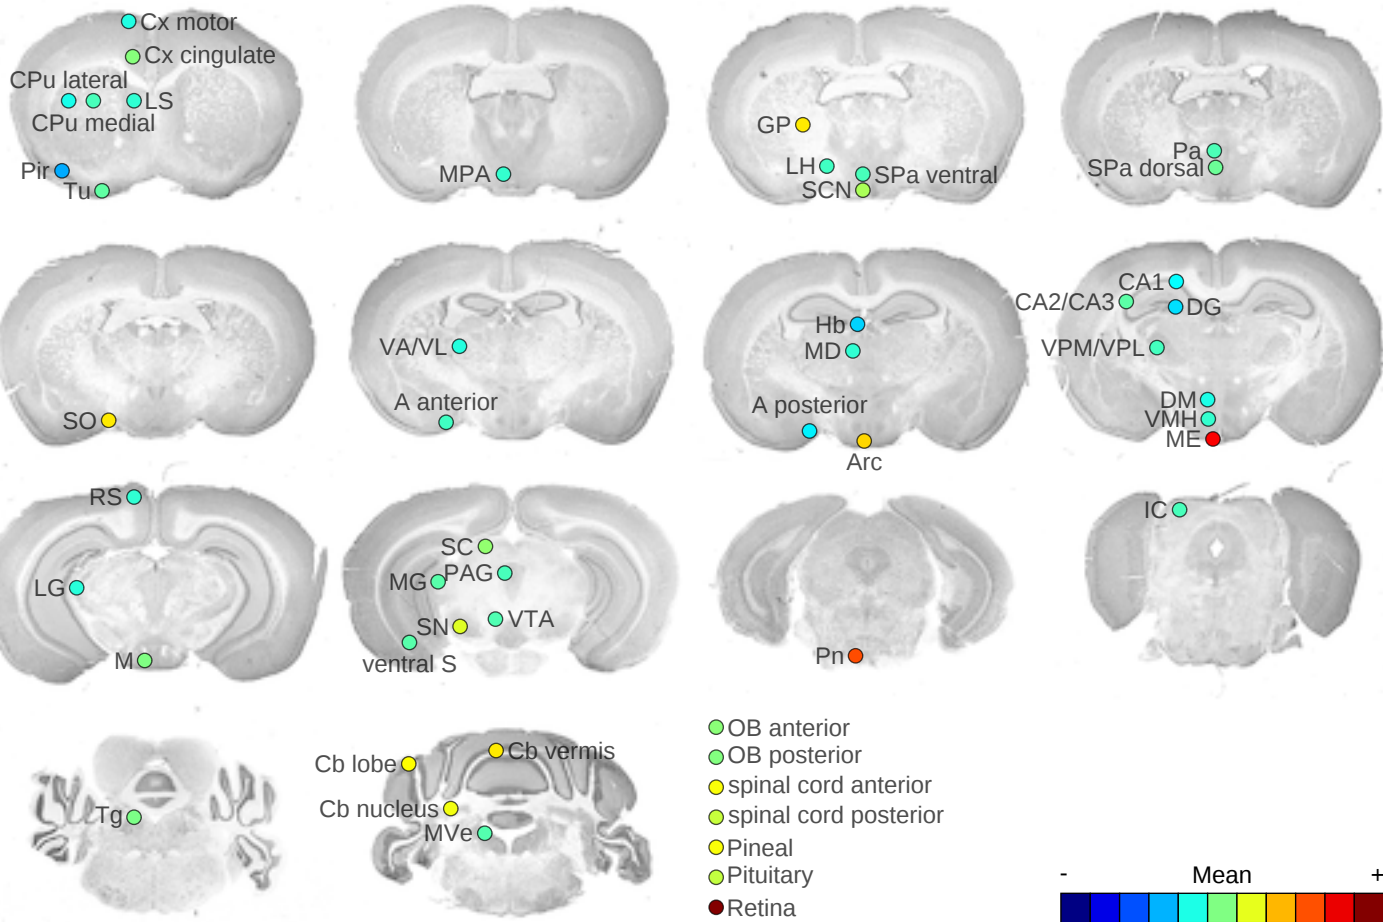 Cx motor
Cx cingulate
CPu lateral
LS
CPu medial
Pir
Tu
MPA
GP
LH
SPa ventral
SCN
Pa
SPa dorsal
SO
VA/VL
A anterior
Hb
MD
A posterior
Arc
CA1
CA2/CA3
DG
VPM/VPL
DM
VMH
ME
RS
LG
M
SC
MG
PAG
SN
VTA
ventral S
Pn
IC
Tg
Cb lobe
Cb vermis
Cb nucleus
MVe
OB anterior
OB posterior
spinal cord anterior
spinal cord posterior
Pineal
Pituitary
Retina
- Mean +